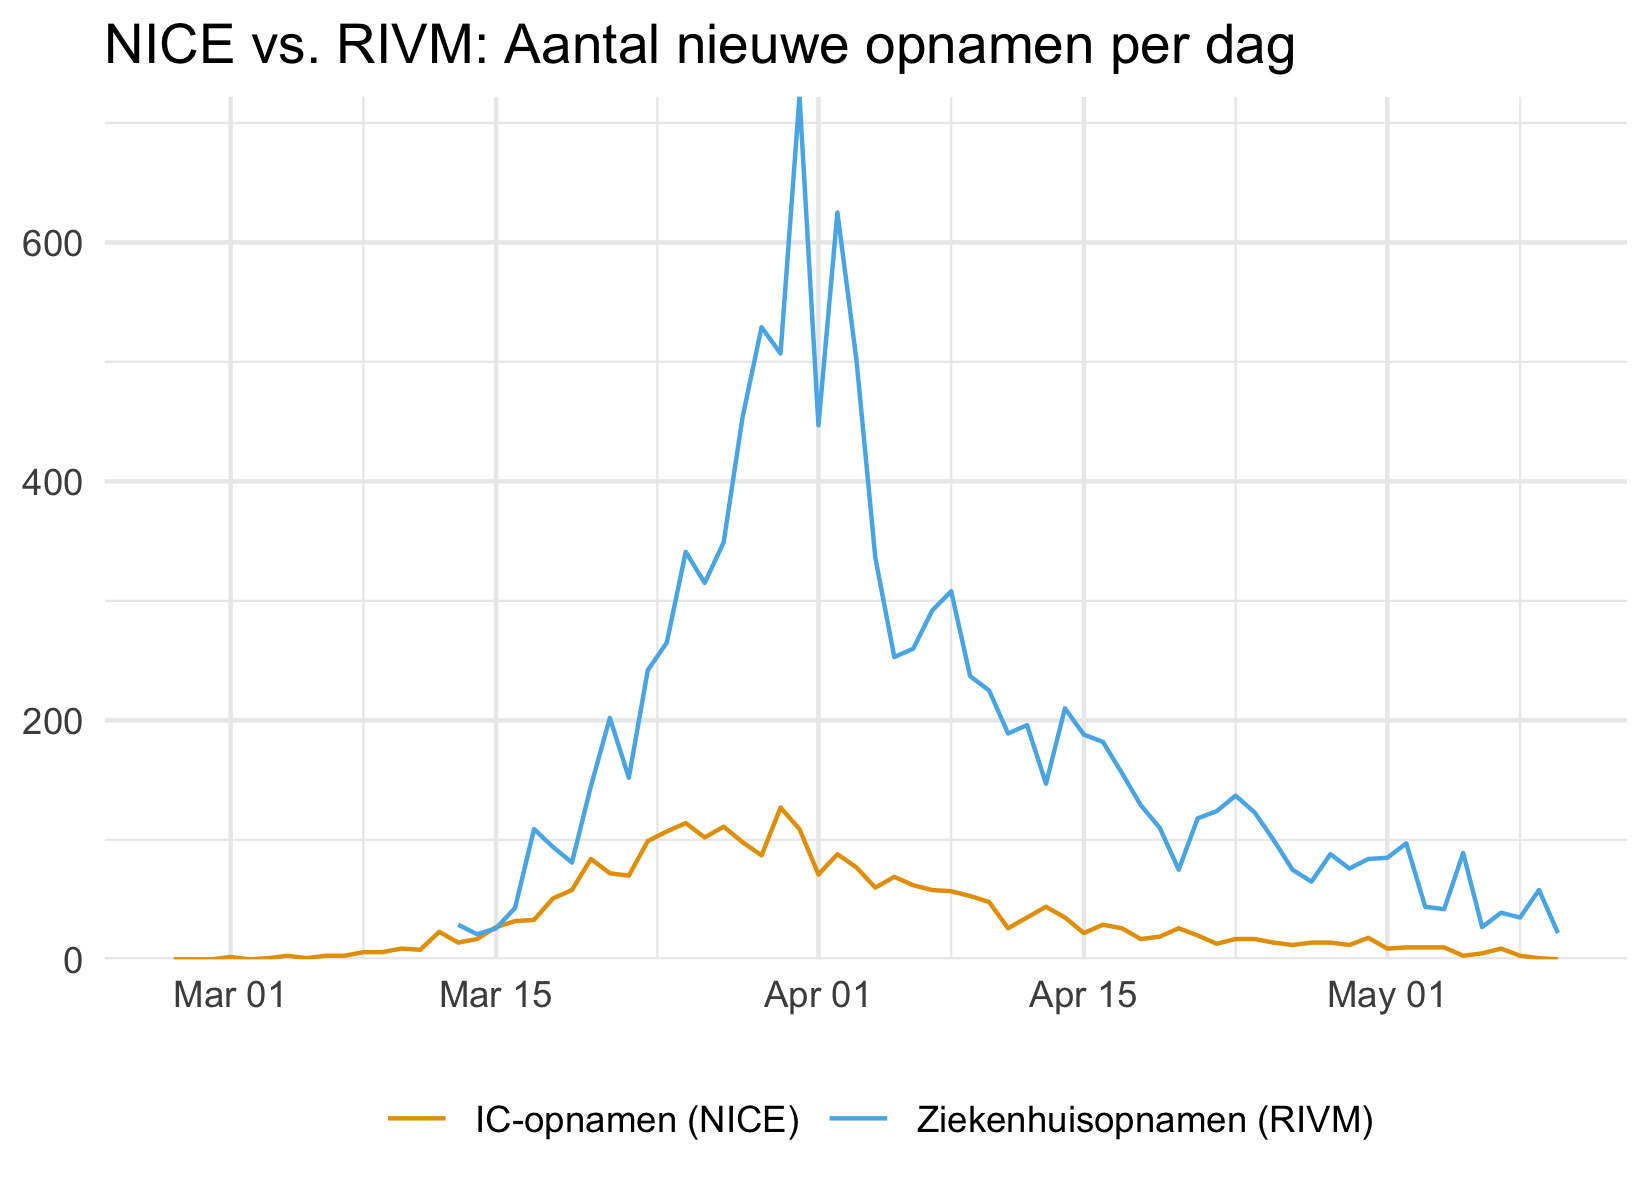 NICE vs. RIVM: Aantal nieuwe opnamen per dag
600
400
200
0
Mar 01 Mar 15 Apr 01 Apr 15 May 01
IC-opnamen (NICE) Ziekenhuisopnamen (RIVM)